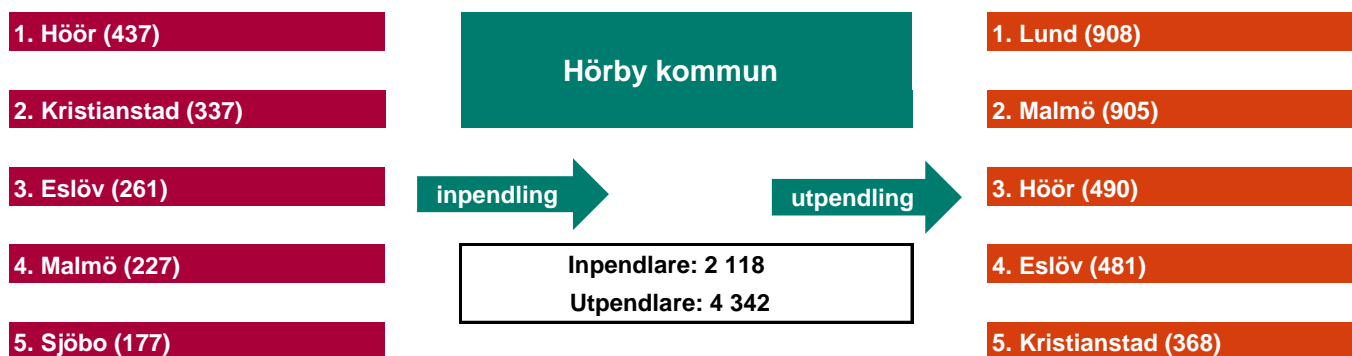 1. Höör (437)
2. Kristianstad (337)
3. Eslöv (261)
4. Malmö (227)
5. Sjöbo (177)
Hörby kommun
inpendling
utpendling
Inpendlare: 2 118
Utpendlare: 4 342
1. Lund (908)
2. Malmö (905)
3. Höör (490)
4. Eslöv (481)
5. Kristianstad (368)